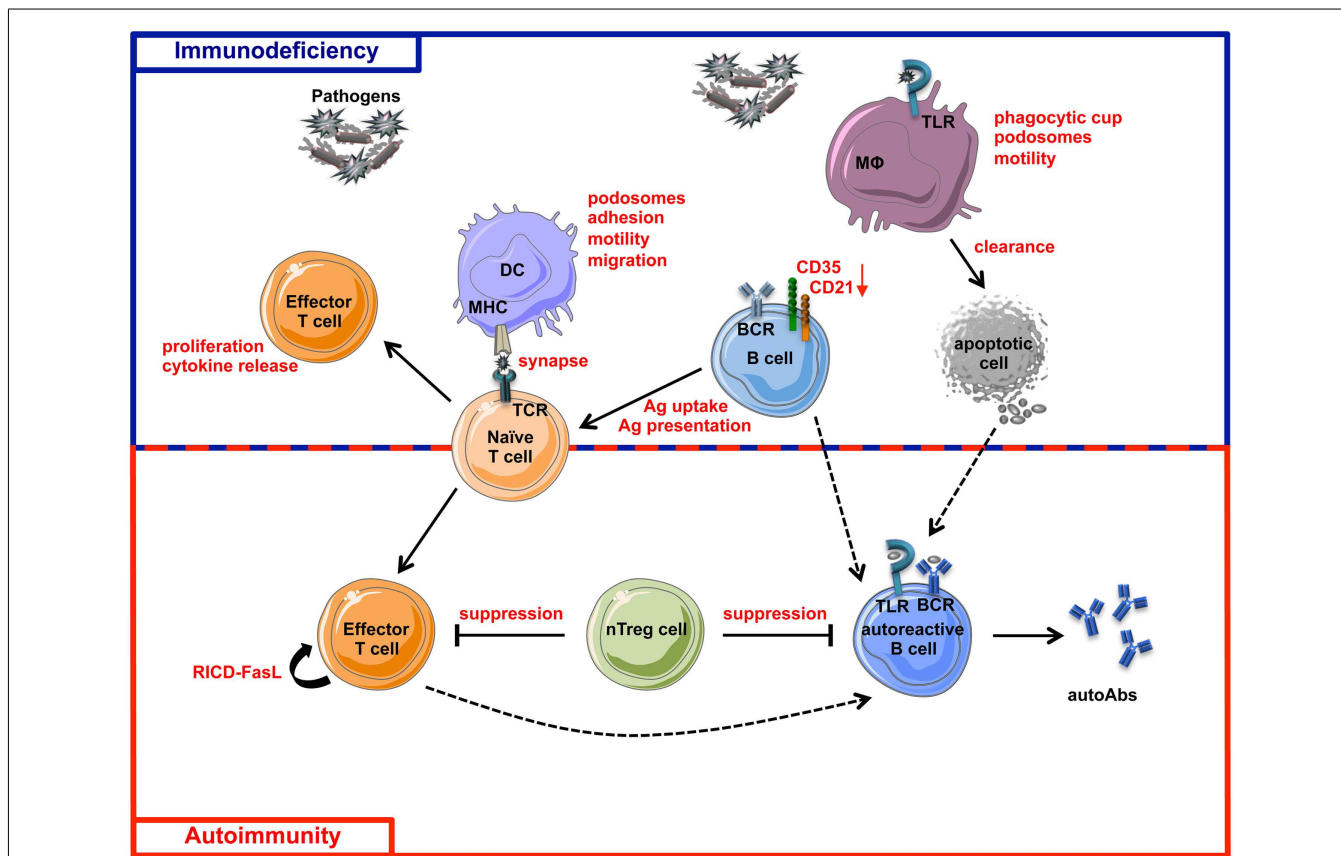 Immunodeficiency
Pathogens
TLR
MΦ
phagocytic cup
podosomes
motility
podosomes
adhesion
motility
migration
DC
MHC
clearance
CD35
CD21
BCR
B cell
apoptotic
cell
Effector
T cell
proliferation
cytokine release
synapse
TCR
Naïve
T cell
Ag uptake
Ag presentation
Effector
T cell
RICD-FasL
suppression
nTreg cell
suppression
TLR
BCR
autoreactive
B cell
autoAbs
Autoimmunity